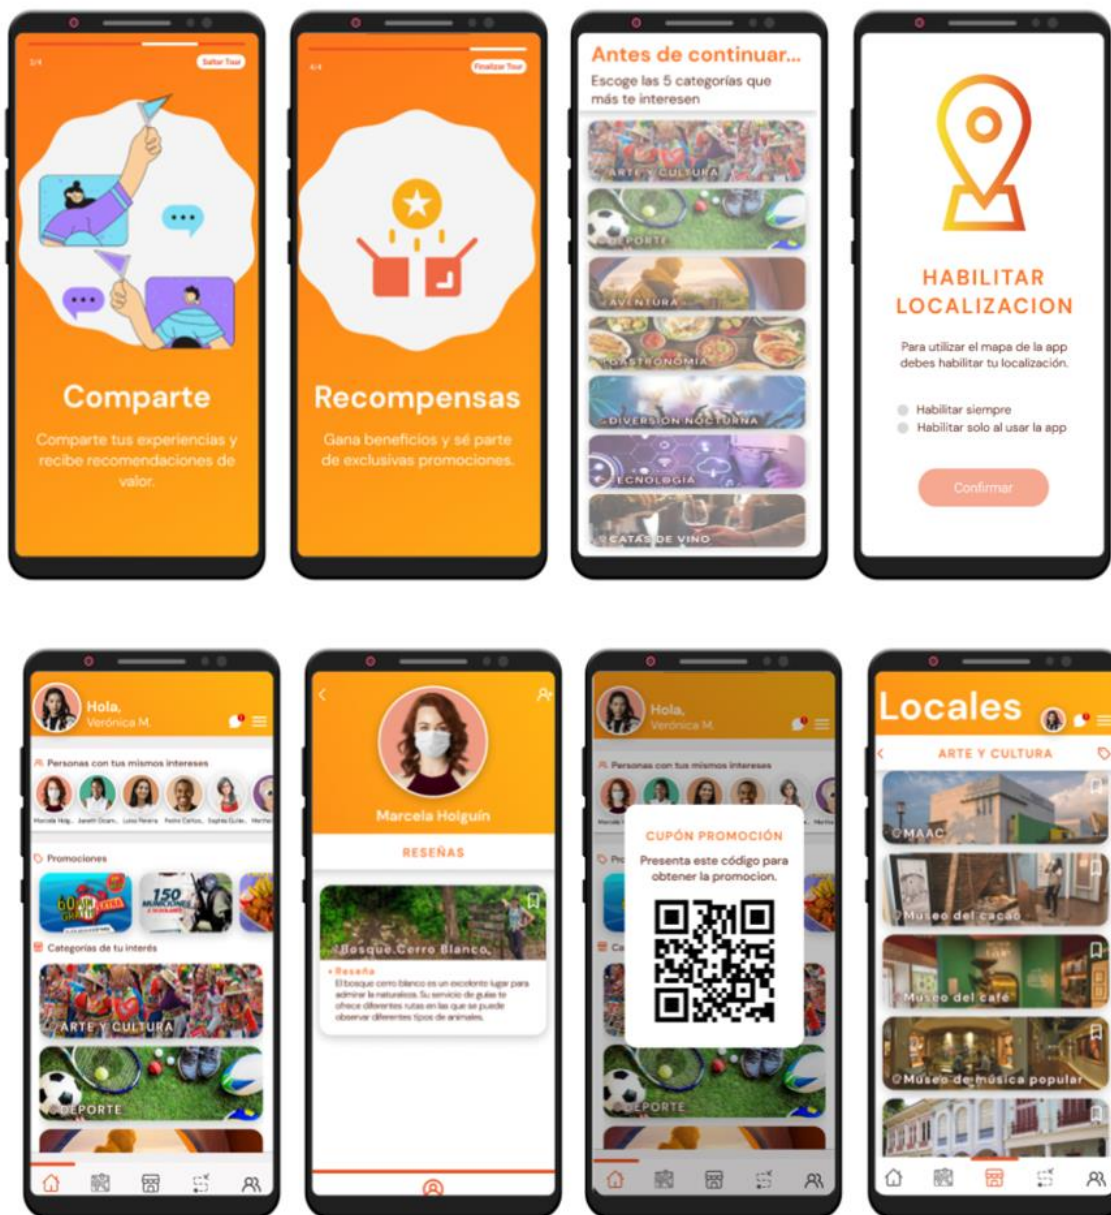 3/4
Saltar Tour
Comparte
Comparte tus experiencias y
recibe recomendaciones de
valor.
4/4
Finalizar Tour
Recompensas
Gana beneficios y sé parte
de exclusivas promociones.
Antes de continuar...
Escoge las 5 categorías que
más te interesen
ARTE Y CULTURA
DEPORTE
AVENTURA
GASTRONOMÍA
DIVERSIÓN NOCTURNA
TECNOLOGÍA
CATAS DE VINO
HABILITAR
LOCALIZACION
Para utilizar el mapa de la app
debes habilitar tu localización.
Habilitar siempre
Habilitar solo al usar la app
Confirmar
Hola,
Verónica M.
Personas con tus mismos intereses
Promociones
150
MUNICIONES
Categorías de tu interés
ARTE Y CULTURA
DEPORTE
Marcela Holguín
RESEÑAS
Bosque Cerro Blanco,
Reseña
El bosque cerro blanco es un excelente lugar para
admirar la naturaleza. Su servicio de guías te
ofrece diferentes rutas en las que se puede
observar diferentes tipos de animales.
Hola,
Verónica M.
Personas con tus mismos intereses
CUPÓN PROMOCIÓN
Presenta este código para
obtener la promocion.
DEPORTE
Locales
ARTE Y CULTURA
MAAC
Museo del cacao
Museo del café
Museo de música popular